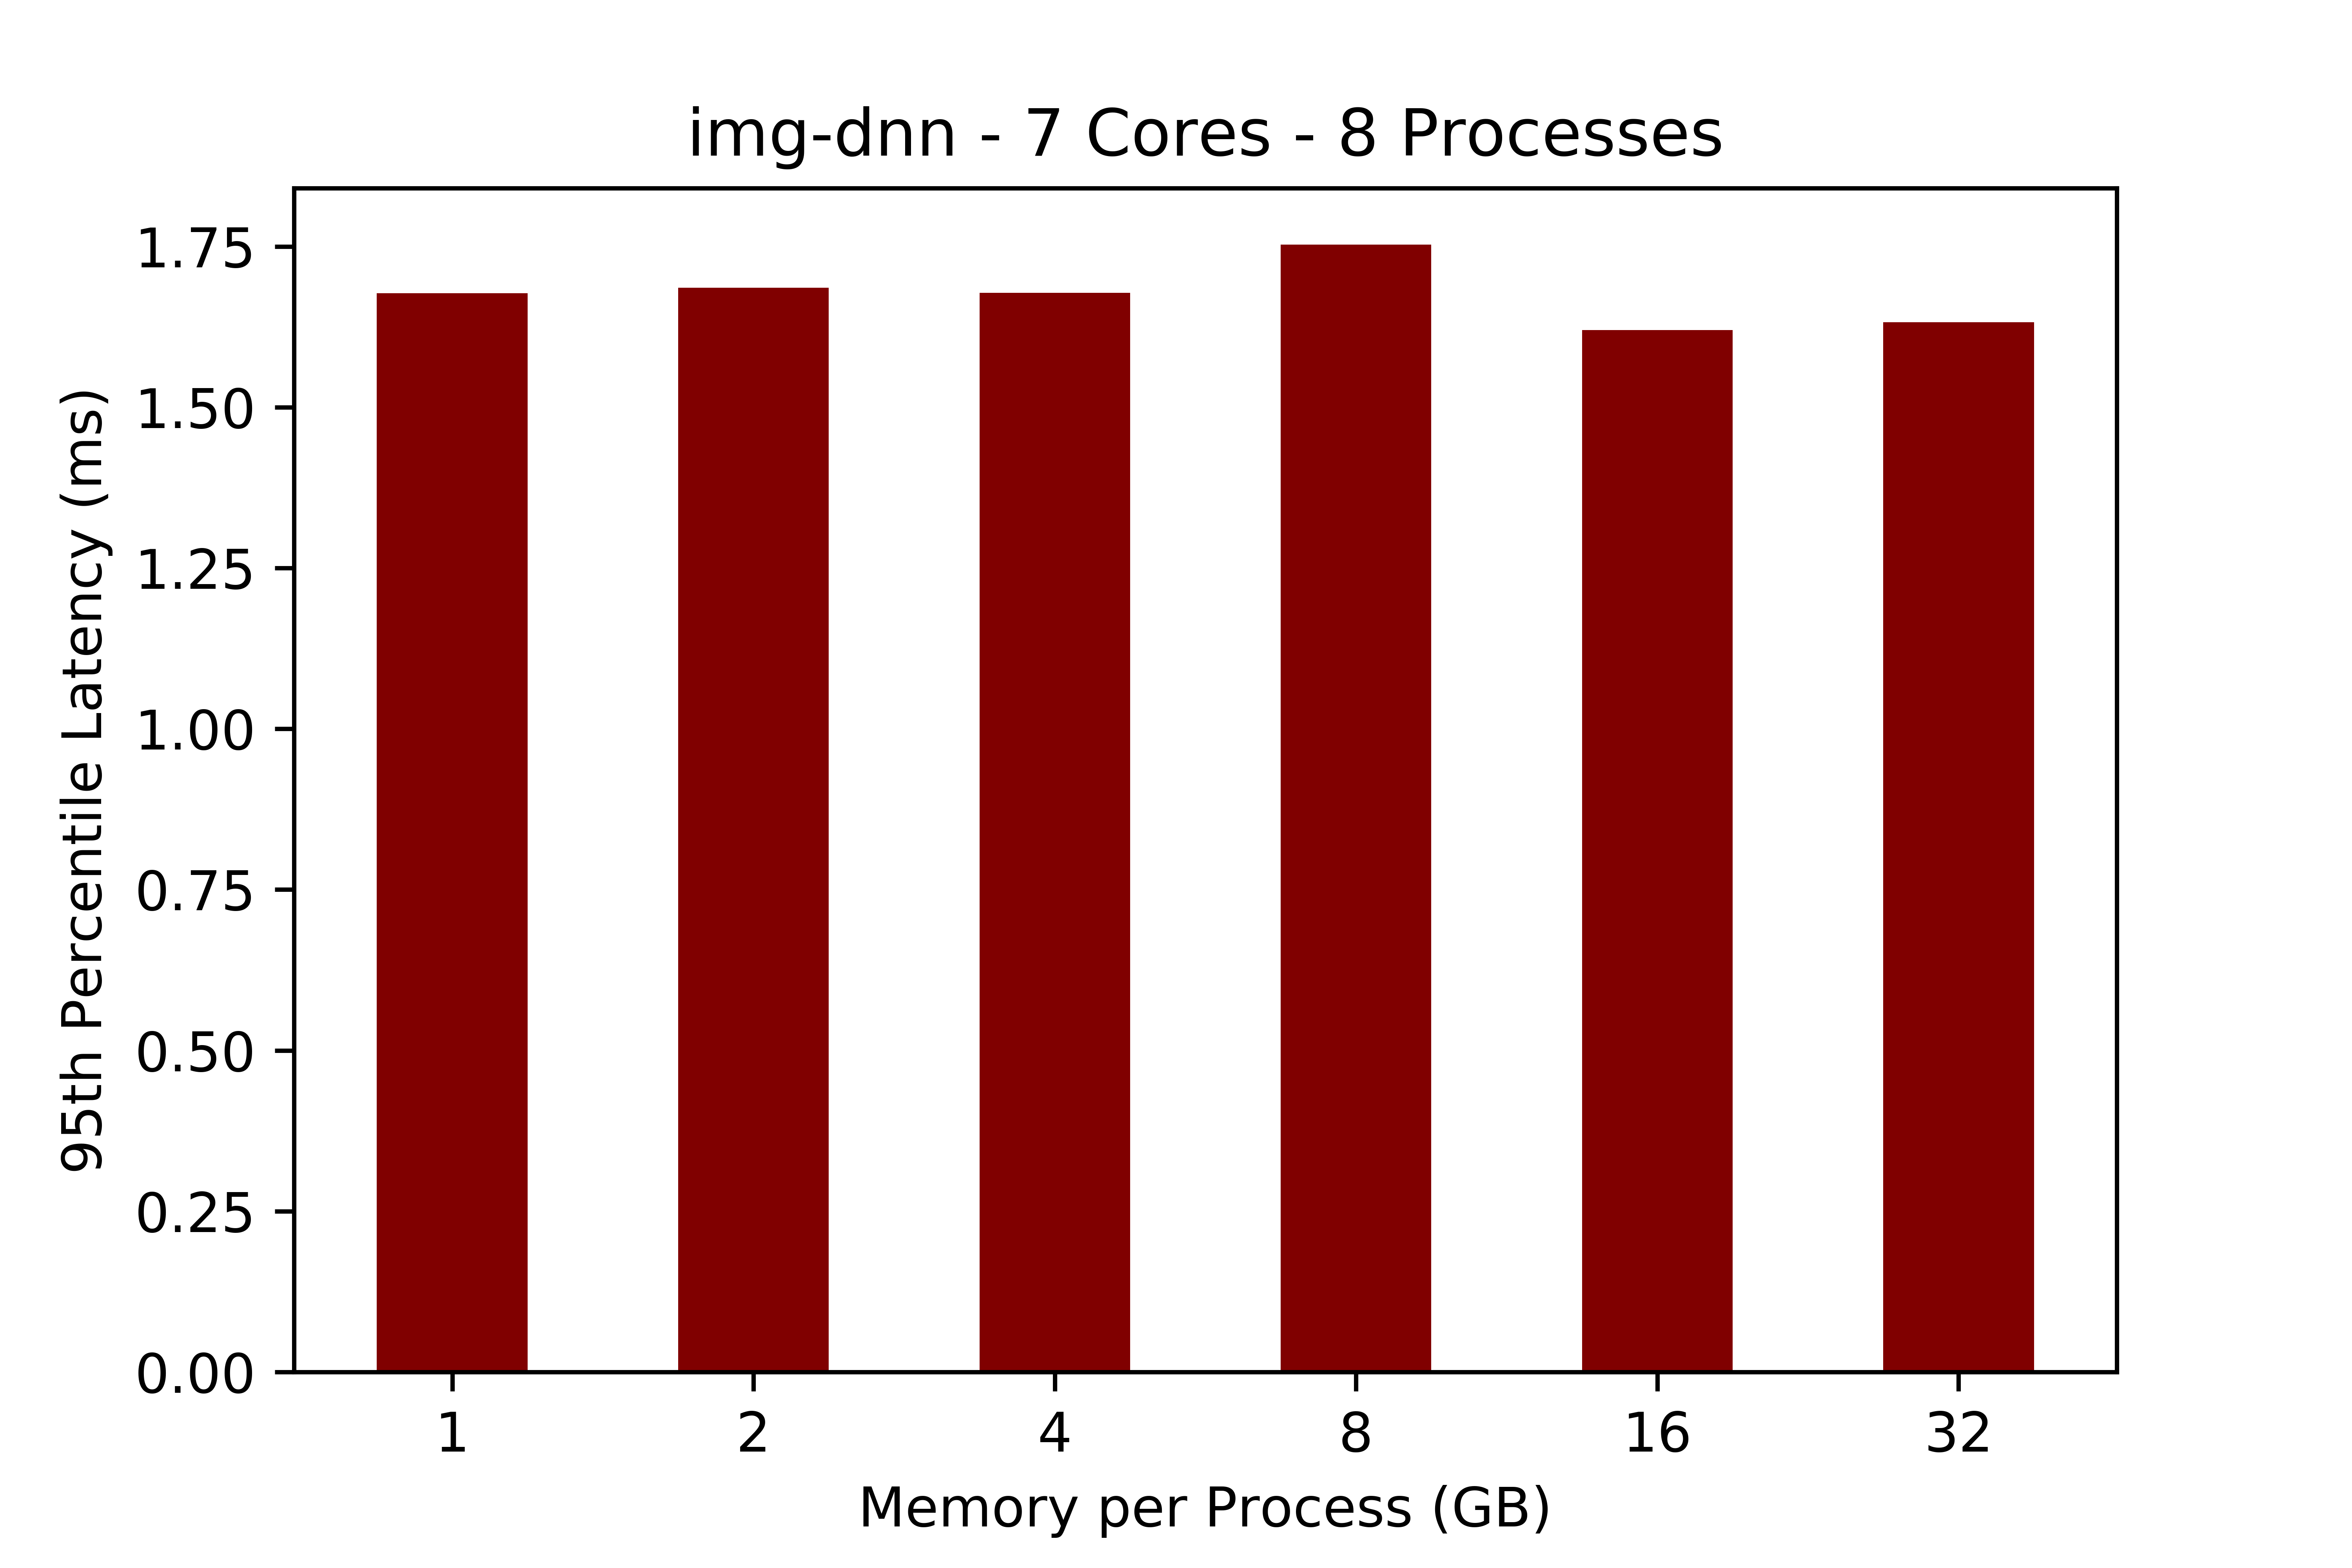 img-dnn - 7 Cores - 8 Processes
95th Percentile Latency (ms)
1.75
1.50
1.25
1.00
0.75
0.50
0.25
0.00
1 2 4 8 16 32
Memory per Process (GB)